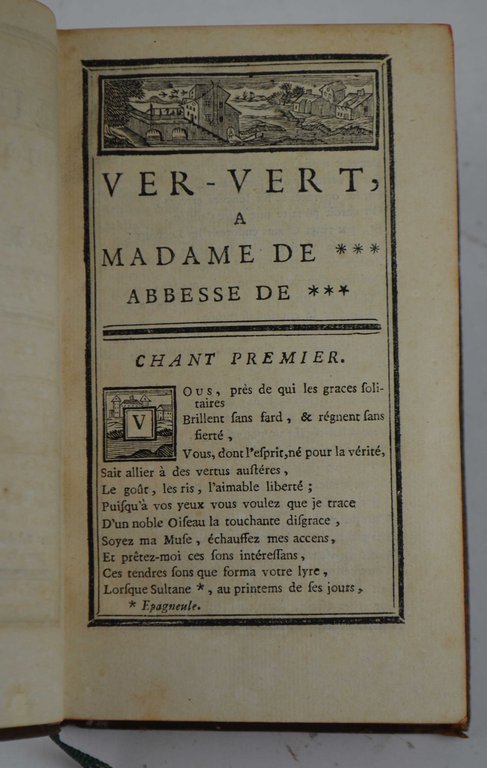 VER-VERT,
A
MADAME DE ***
ABBESSE DE ***
CHANT PREMIER.
VOUS, près de qui les graces ſoli-
taires
Brillent ſans fard, & régnent ſans
fierté,
Vous, dont l'eſprit, né pour la vérité,
Sait allier à des vertus auſtéres,
Le goût, les ris, l'aimable liberté;
Puiſqu'à vos yeux vous voulez que je trace
D'un noble Oiſeau la touchante diſgrace,
Soyez ma Muſe, échauffez mes accens,
Et prêtez-moi ces ſons intéreſſans,
Ces tendres ſons que forma votre lyre,
Lorſque Sultane *, au printems de ſes jours,
* Epagneule.